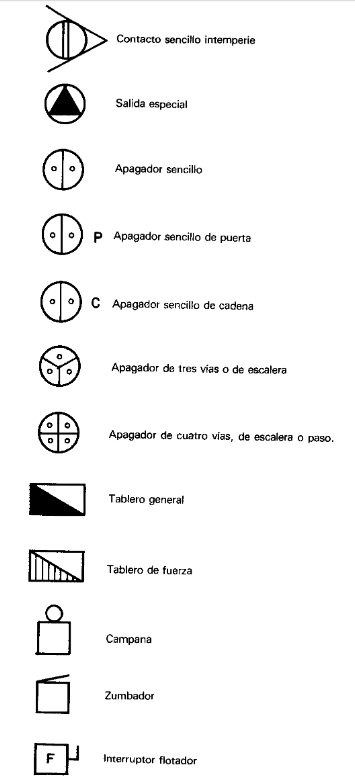 Contacto sencillo intemperie
Salida especial
Apagador sencillo
P Apagador sencillo de puerta
C Apagador sencillo de cadena
Apagador de tres vías o de escalera
Apagador de cuatro vías, de escalera o paso.
Tablero general
Tablero de fuerza
Campana
Zumbador
F Interruptor flotador